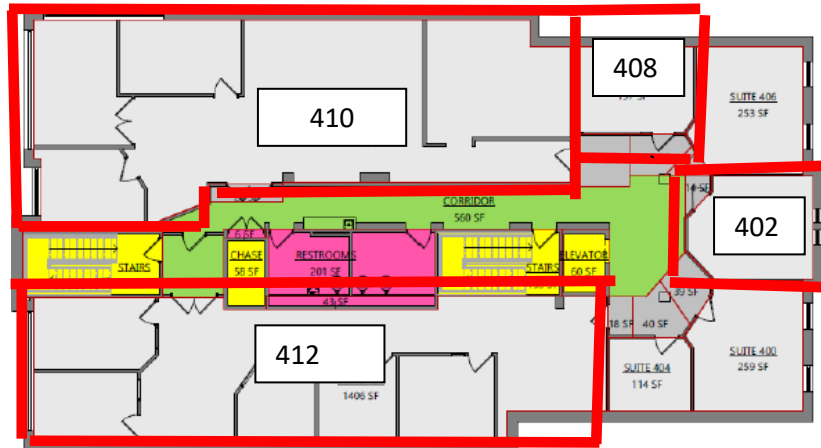 408
410
SUITE 406
253 SF
CORRIDOR
560 SF
402
CHASE
58 SF
RESTROOMS
201 SF
STAIRS
STAIRS
ELEVATOR
60 SF
43 SF
39 SF
18 SF
40 SF
412
1406 SF
SUITE 404
114 SF
SUITE 400
259 SF